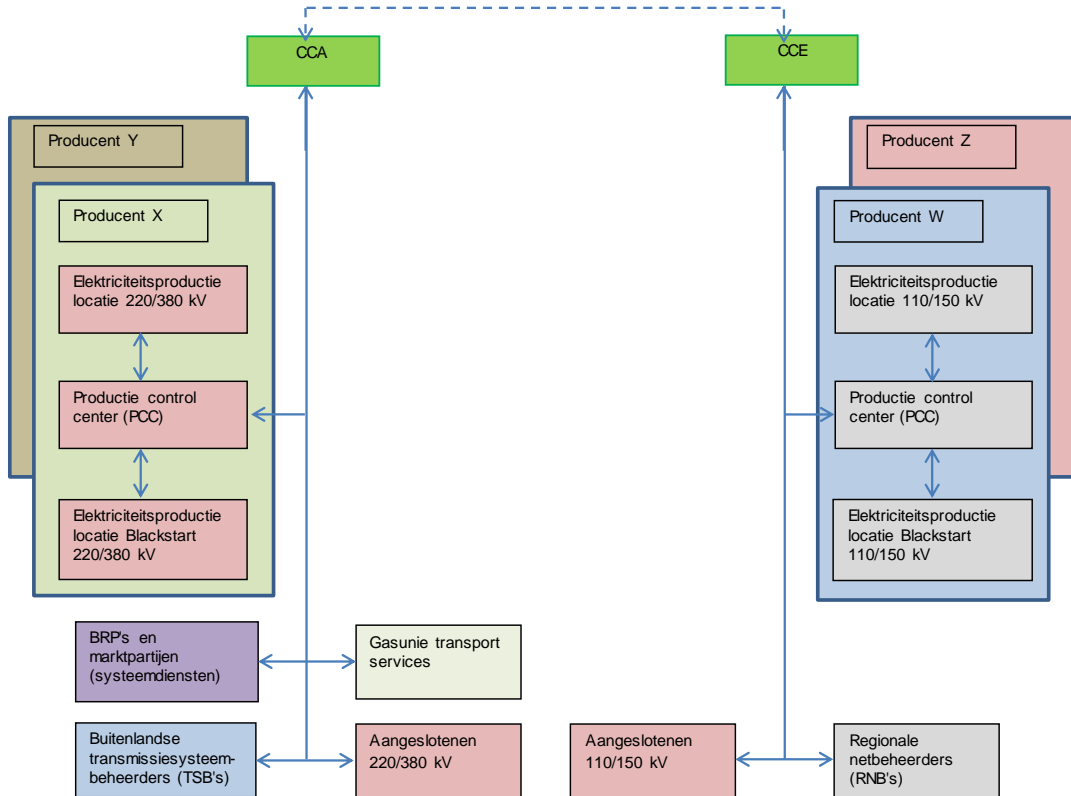 CCA
CCE
Producent Y
Producent X
Elektriciteitsproductie
locatie 220/380 kV
Productie control
center (PCC)
Elektriciteitsproductie
locatie Blackstart
220/380 kV
Producent Z
Producent W
Elektriciteitsproductie
locatie 110/150 kV
Productie control
center (PCC)
Elektriciteitsproductie
locatie Blackstart
110/150 kV
BRP's en
marktpartijen
(systeemdiensten)
Gasunie transport
services
Buitenlandse
transmissiesysteem-
beheerders (TSB's)
Aangeslotenen
220/380 kV
Aangeslotenen
110/150 kV
Regionale
netbeheerders
(RNB's)